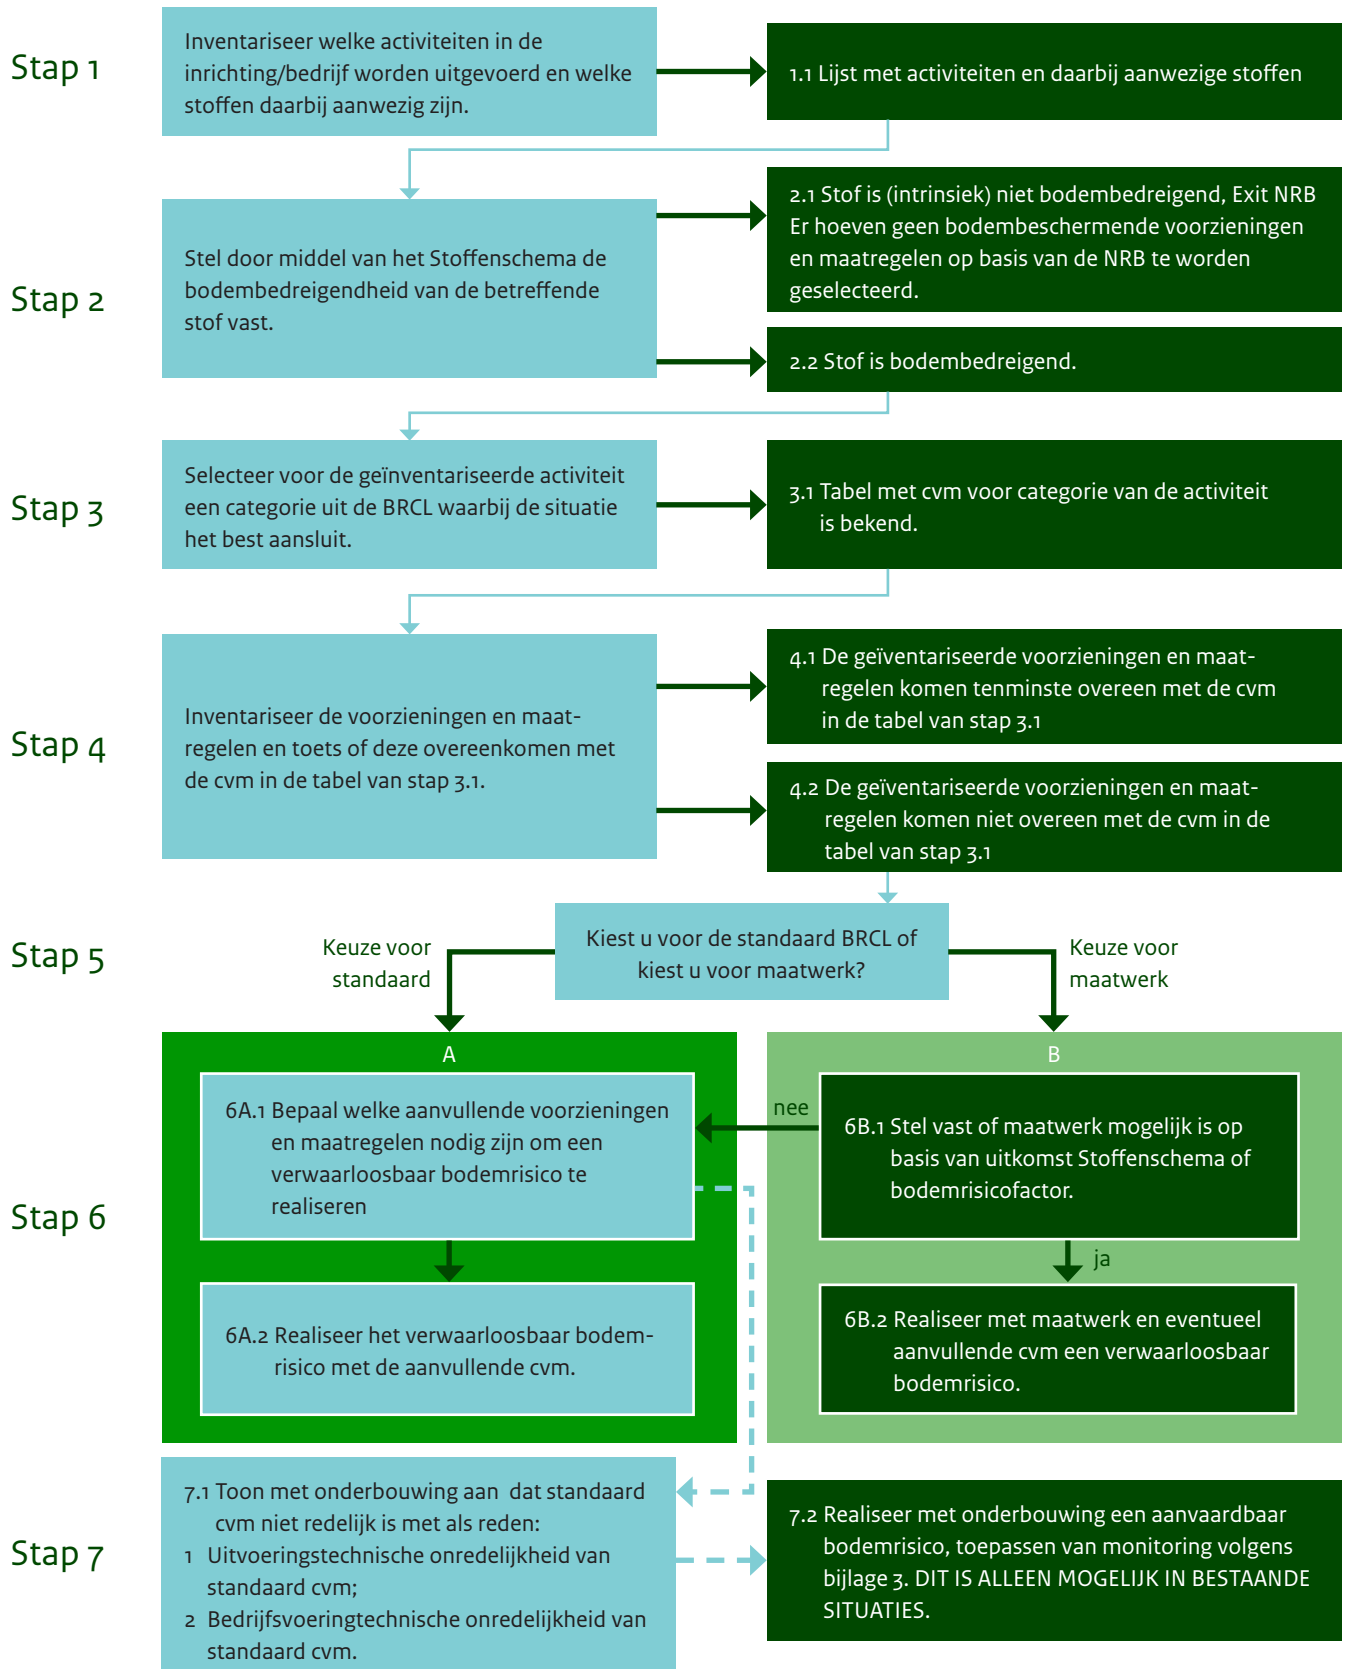 Stap 1
Inventariseer welke activiteiten in de
inrichting/bedrijf worden uitgevoerd en welke
stoffen daarbij aanwezig zijn.
1.1 Lijst met activiteiten en daarbij aanwezige stoffen
Stap 2
Stel door middel van het Stoffenschema de
bodembedreigendheid van de betreffende
stof vast.
2.1 Stof is (intrinsiek) niet bodembedreigend, Exit NRB
Er hoeven geen bodembeschermende voorzieningen
en maatregelen op basis van de NRB te worden
geselecteerd.
2.2 Stof is bodembedreigend.
Stap 3
Selecteer voor de geïnventariseerde activiteit
een categorie uit de BRCL waarbij de situatie
het best aansluit.
3.1 Tabel met cvm voor categorie van de activiteit
is bekend.
Stap 4
Inventariseer de voorzieningen en maat-
regelen en toets of deze overeenkomen met
de cvm in de tabel van stap 3.1.
4.1 De geïventariseerde voorzieningen en maat-
regelen komen tenminste overeen met de cvm
in de tabel van stap 3.1
4.2 De geïventariseerde voorzieningen en maat-
regelen komen niet overeen met de cvm in de
tabel van stap 3.1
Stap 5
Keuze voor
standaard
Kiest u voor de standaard BRCL of
kiest u voor maatwerk?
Keuze voor
maatwerk
Stap 6
A
6A.1 Bepaal welke aanvullende voorzieningen
en maatregelen nodig zijn om een
verwaarloosbaar bodemrisico te
realiseren
6A.2 Realiseer het verwaarloosbaar bodem-
risico met de aanvullende cvm.
B
nee
6B.1 Stel vast of maatwerk mogelijk is op
basis van uitkomst Stoffenschema of
bodemrisicofactor.
ja
6B.2 Realiseer met maatwerk en eventueel
aanvullende cvm een verwaarloosbaar
bodemrisico.
Stap 7
7.1 Toon met onderbouwing aan dat standaard
cvm niet redelijk is met als reden:
1 Uitvoeringstechnische onredelijkheid van
standaard cvm;
2 Bedrijfsvoeringtechnische onredelijkheid van
standaard cvm.
7.2 Realiseer met onderbouwing een aanvaardbaar
bodemrisico, toepassen van monitoring volgens
bijlage 3. DIT IS ALLEEN MOGELIJK IN BESTAANDE
SITUATIES.